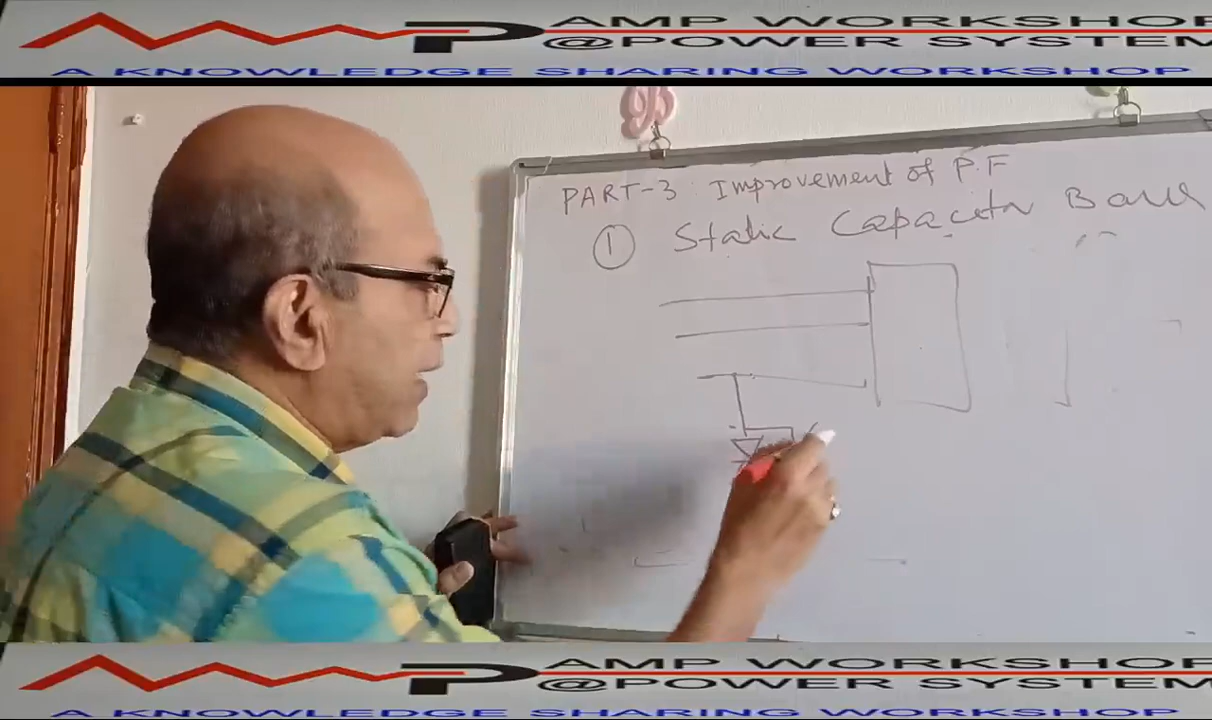 AMP WORKSHOP
@POWER SYSTEM
A KNOWLEDGE SHARING WORKSHOP
PART-3 Improvement of P.F
① Static Capacitor Bank
AMP WORKSHOP
@POWER SYSTEM
A KNOWLEDGE SHARING WORKSHOP